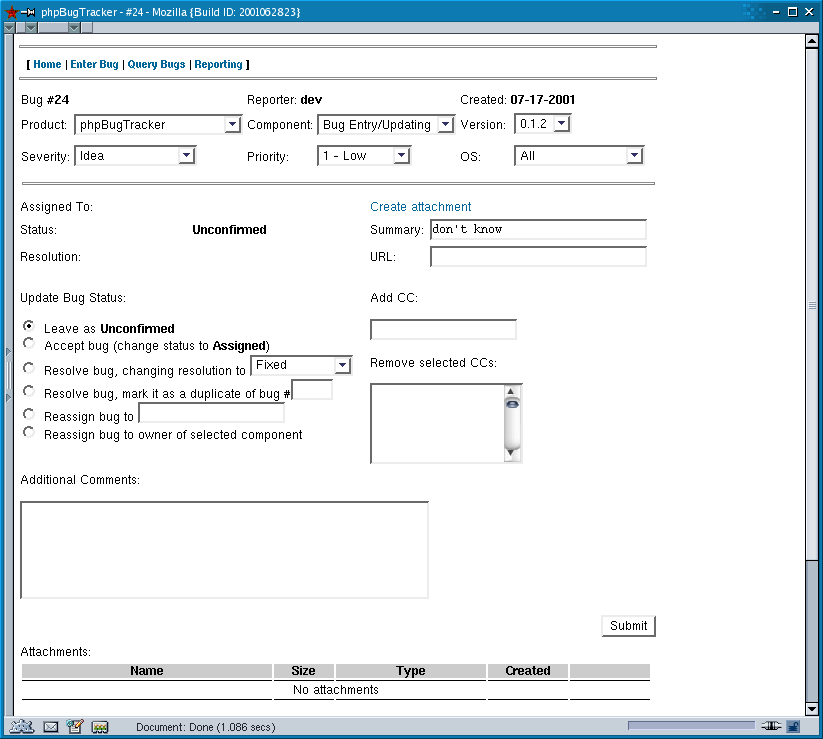 phpBugTracker - #24 - Mozilla {Build ID: 2001062823}
[ Home | Enter Bug | Query Bugs | Reporting ]
Bug #24 Reporter: dev Created: 07-17-2001
Product: phpBugTracker Component: Bug Entry/Updating Version: 0.1.2
Severity: Idea Priority: 1 - Low OS: All
Assigned To: Create attachment
Status: Unconfirmed Summary: don't know
Resolution: URL:
Update Bug Status: Add CC:
Leave as Unconfirmed
Accept bug (change status to Assigned)
Resolve bug, changing resolution to Fixed
Remove selected CCs:
Resolve bug, mark it as a duplicate of bug #
Reassign bug to
Reassign bug to owner of selected component
Additional Comments:
Submit
Attachments:
Name Size Type Created
No attachments
Document: Done (1.086 secs)